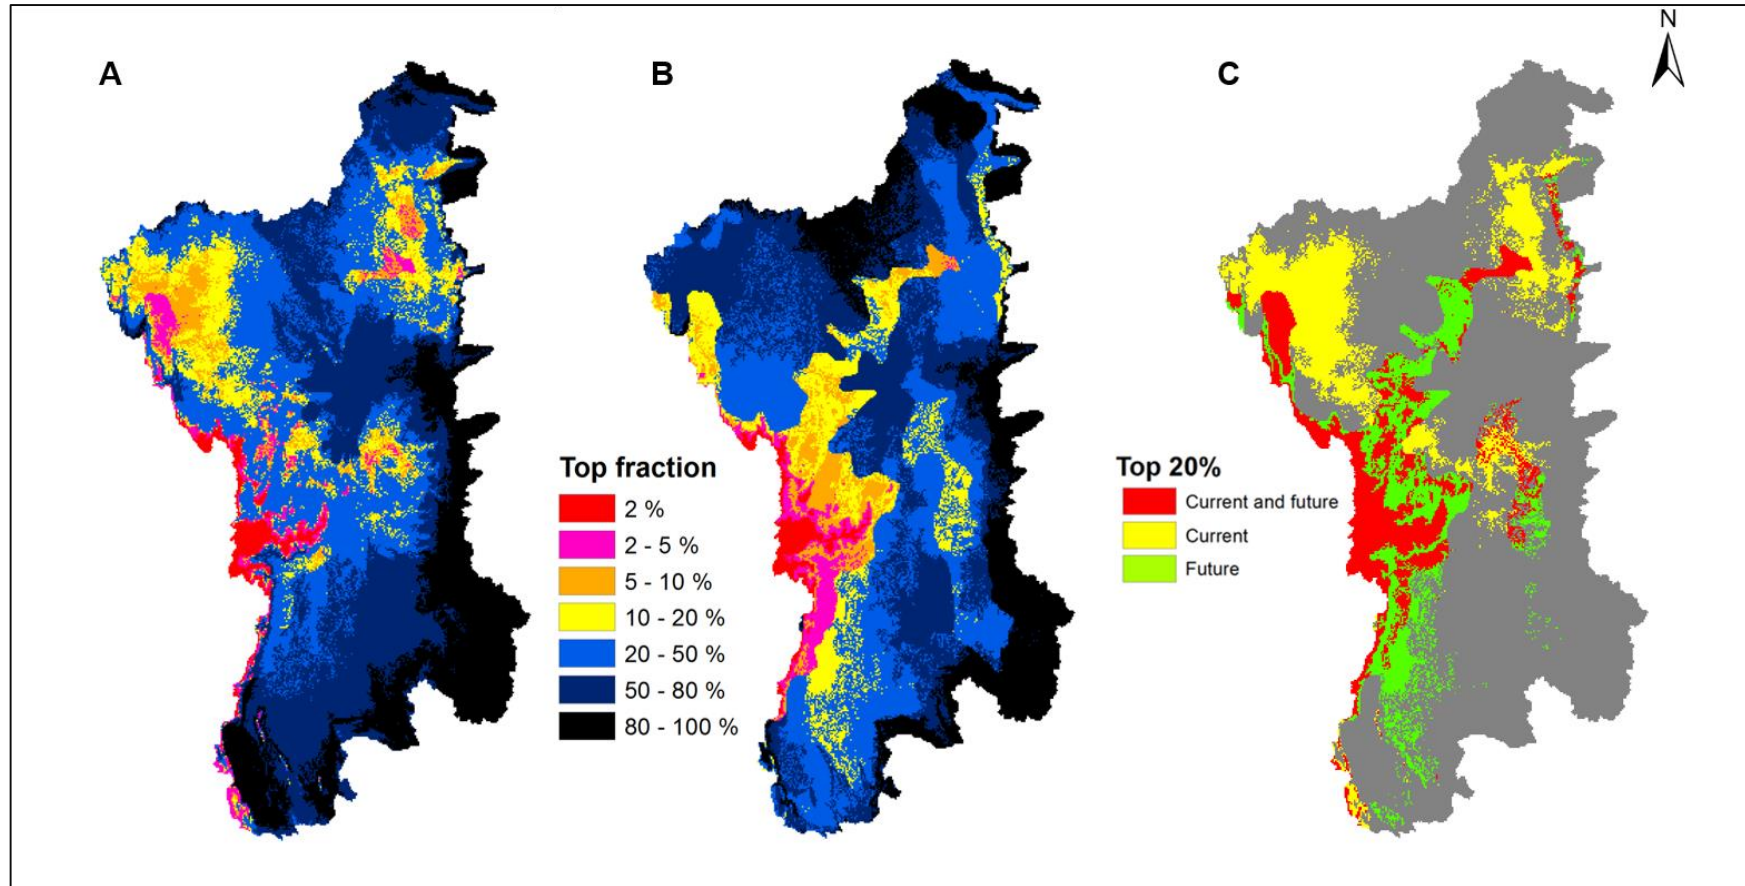 N
A
B
C
Top fraction
2 %
2 - 5 %
5 - 10 %
10 - 20 %
20 - 50 %
50 - 80 %
80 - 100 %
Top 20%
Current and future
Current
Future